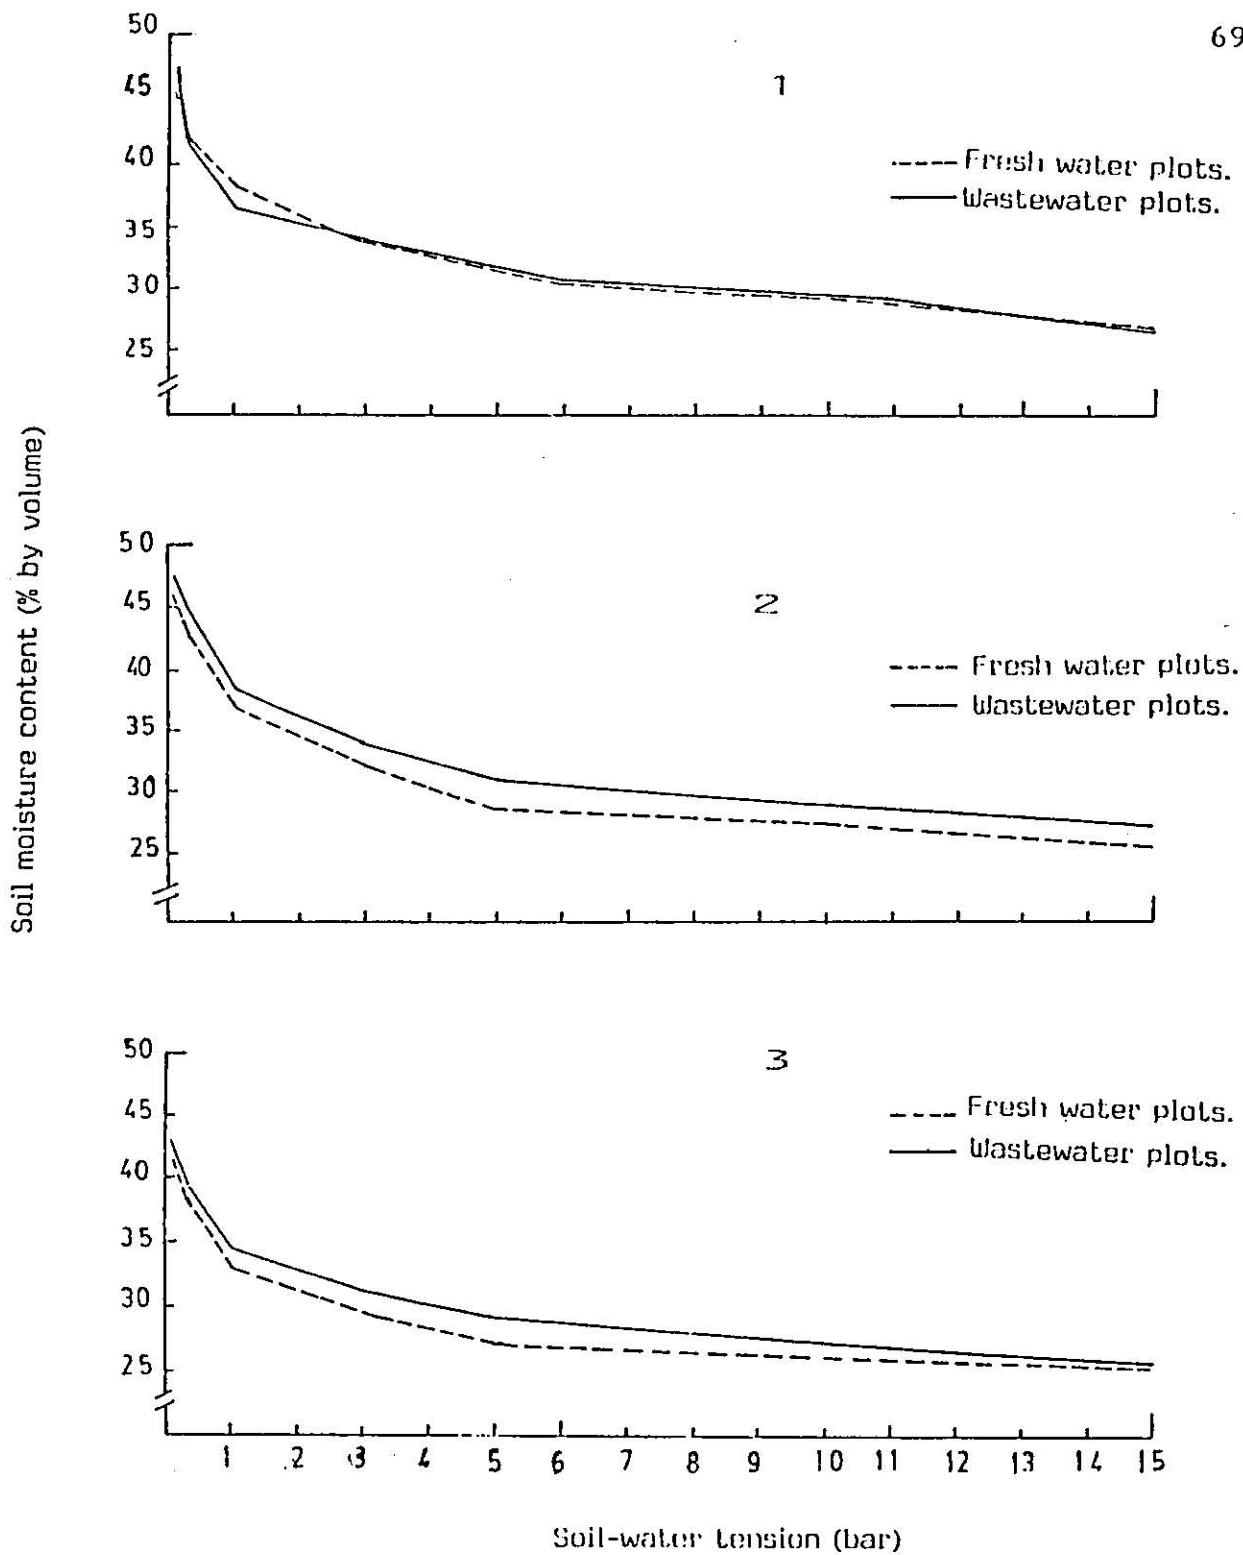 69
50
45
40
35
30
25
1
Fresh water plots.
Wastewater plots.
Soil moisture content (% by volume)
50
45
40
35
30
25
2
Fresh water plots.
Wastewater plots.
50
45
40
35
30
25
3
Fresh water plots.
Wastewater plots.
1 2 3 4 5 6 7 8 9 10 11 12 13 14 15
Soil-water tension (bar)